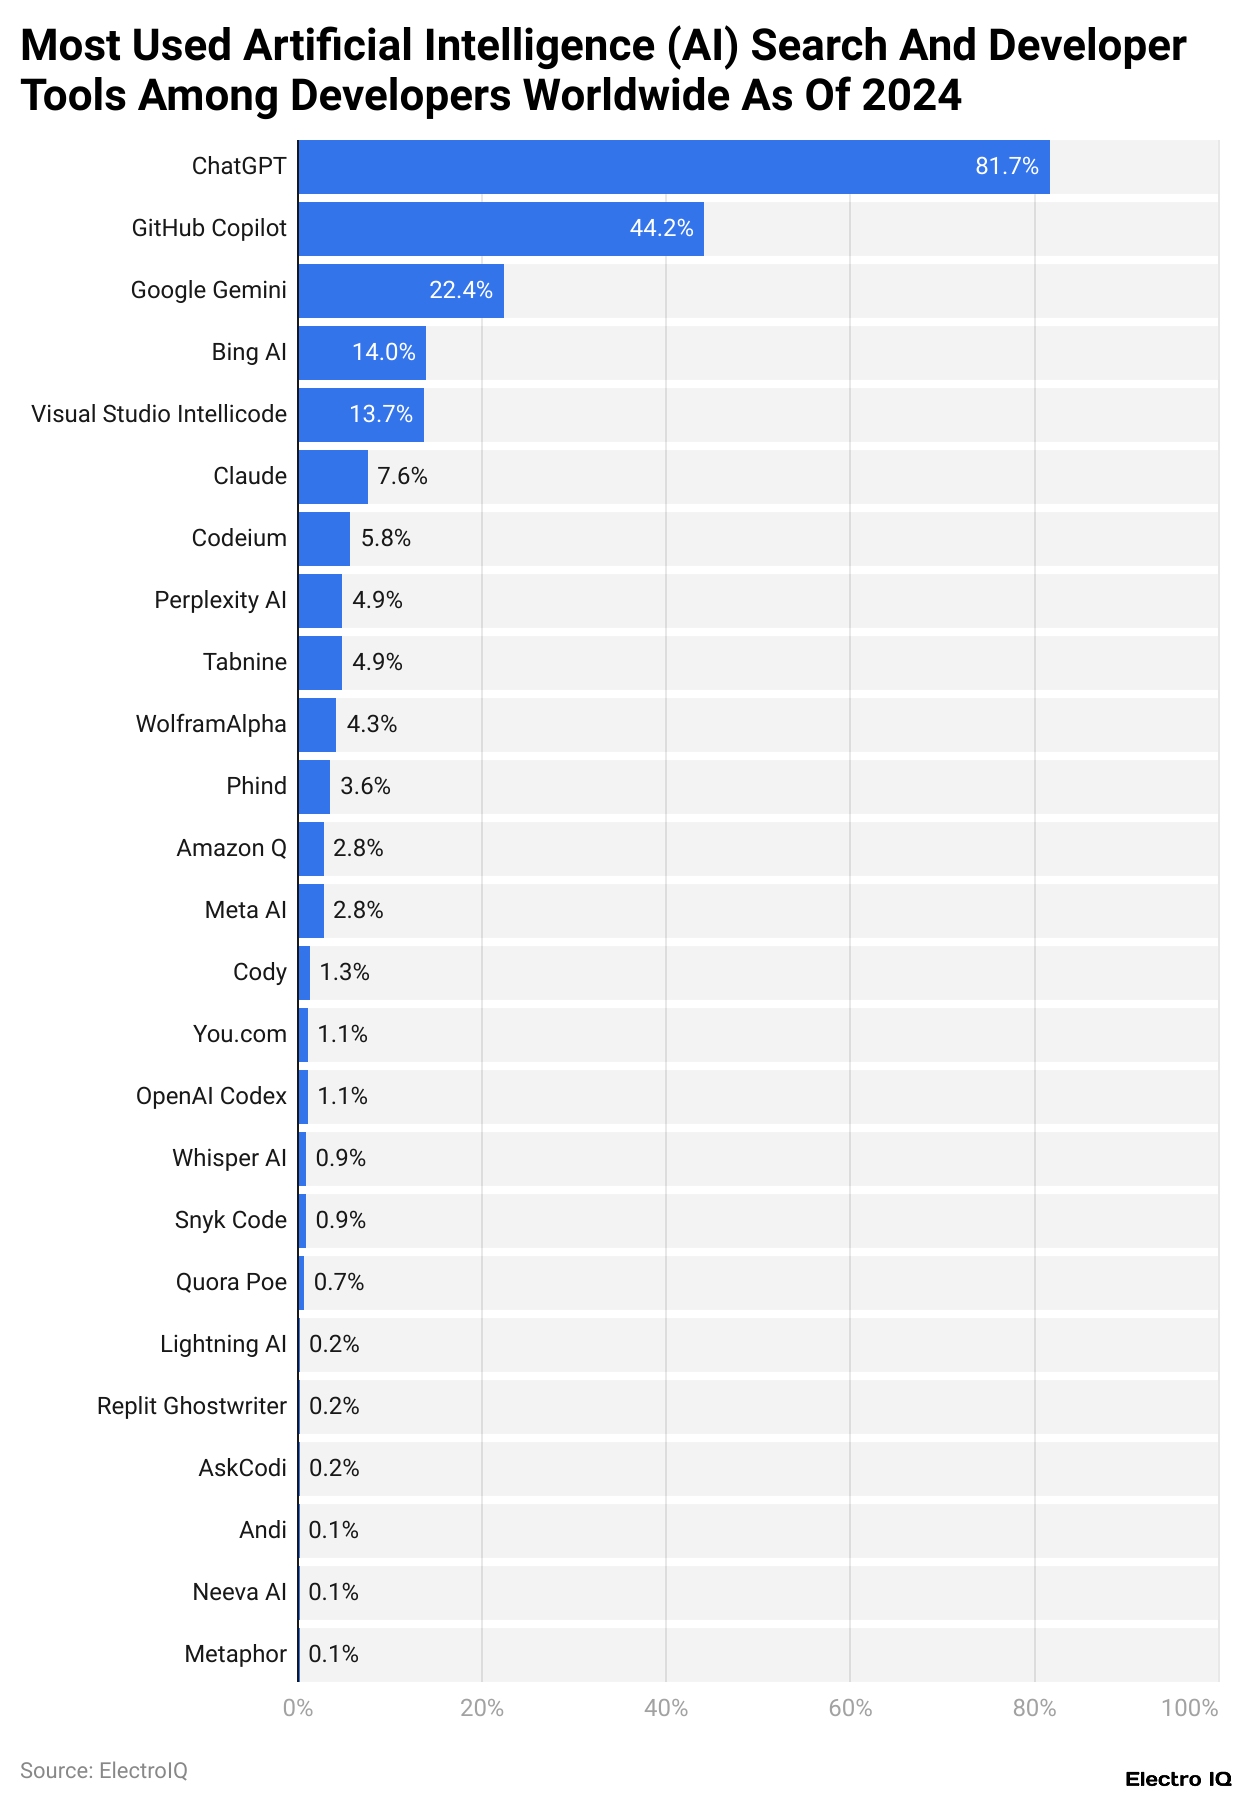 Most Used Artificial Intelligence (AI) Search And Developer
Tools Among Developers Worldwide As Of 2024
ChatGPT 81.7%
GitHub Copilot 44.2%
Google Gemini 22.4%
Bing AI 14.0%
Visual Studio Intellicode 13.7%
Claude 7.6%
Codeium 5.8%
Perplexity AI 4.9%
Tabnine 4.9%
WolframAlpha 4.3%
Phind 3.6%
Amazon Q 2.8%
Meta AI 2.8%
Cody 1.3%
You.com 1.1%
OpenAI Codex 1.1%
Whisper AI 0.9%
Snyk Code 0.9%
Quora Poe 0.7%
Lightning AI 0.2%
Replit Ghostwriter 0.2%
AskCodi 0.2%
Andi 0.1%
Neeva AI 0.1%
Metaphor 0.1%
0% 20% 40% 60% 80% 100%
Source: ElectroIQ
Electro IQ